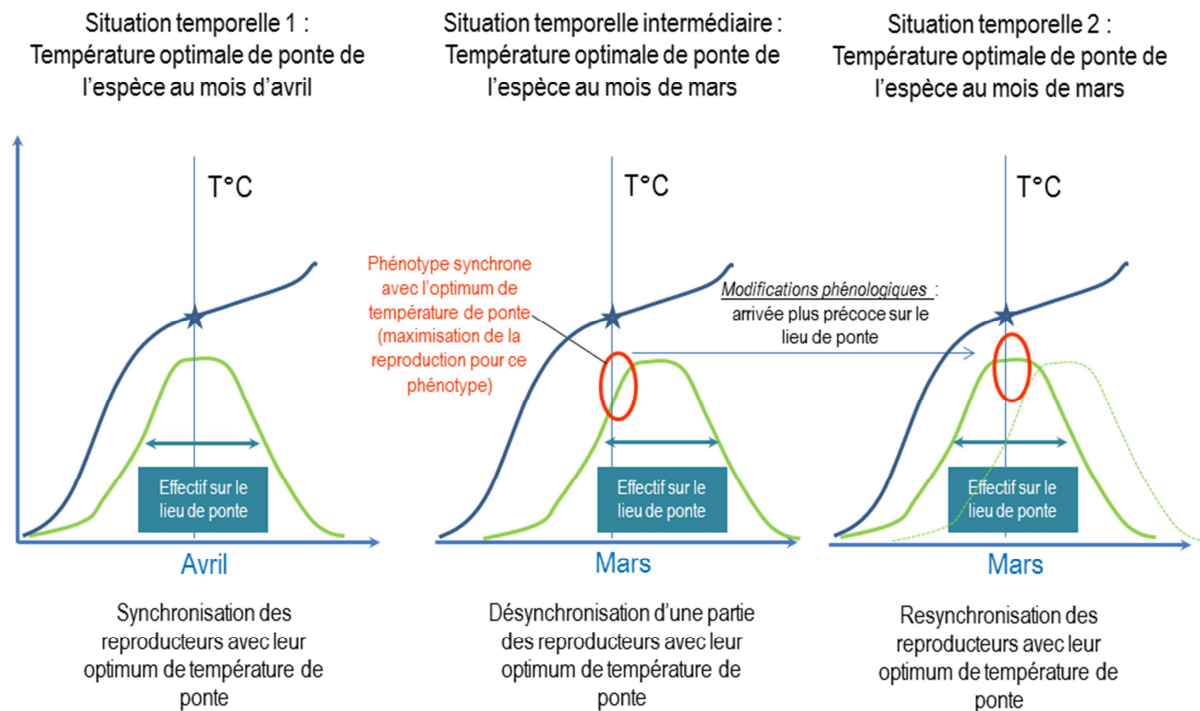 Situation temporelle 1 :
Température optimale de ponte de
l'espèce au mois d'avril
Situation temporelle intermédiaire :
Température optimale de ponte de
l'espèce au mois de mars
Situation temporelle 2 :
Température optimale de ponte de
l'espèce au mois de mars
T°C
T°C
T°C
Phénotype synchrone
avec l'optimum de
température de ponte
(maximisation de la
reproduction pour ce
phénotype)
Modifications phénologiques :
arrivée plus précoce sur le
lieu de ponte
Effectif sur le
lieu de ponte
Effectif sur le
lieu de ponte
Effectif sur le
lieu de ponte
Avril
Mars
Mars
Synchronisation des
reproducteurs avec leur
optimum de température de
ponte
Désynchronisation d'une partie
des reproducteurs avec leur
optimum de température de
ponte
Resynchronisation des
reproducteurs avec leur
optimum de température de
ponte